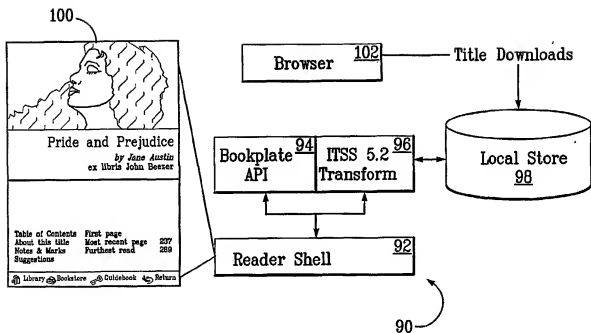 100
Pride and Prejudice
by Jane Austin
ex libris John Beezer
Table of Contents First page
About this title Most recent page 237
Notes & Marks Furthest read 269
Suggestions
Library Bookstore Guidebook Return
Browser 102
Title Downloads
Bookplate API 94
ITSS 5.2 Transform 96
Local Store
98
Reader Shell 92
90